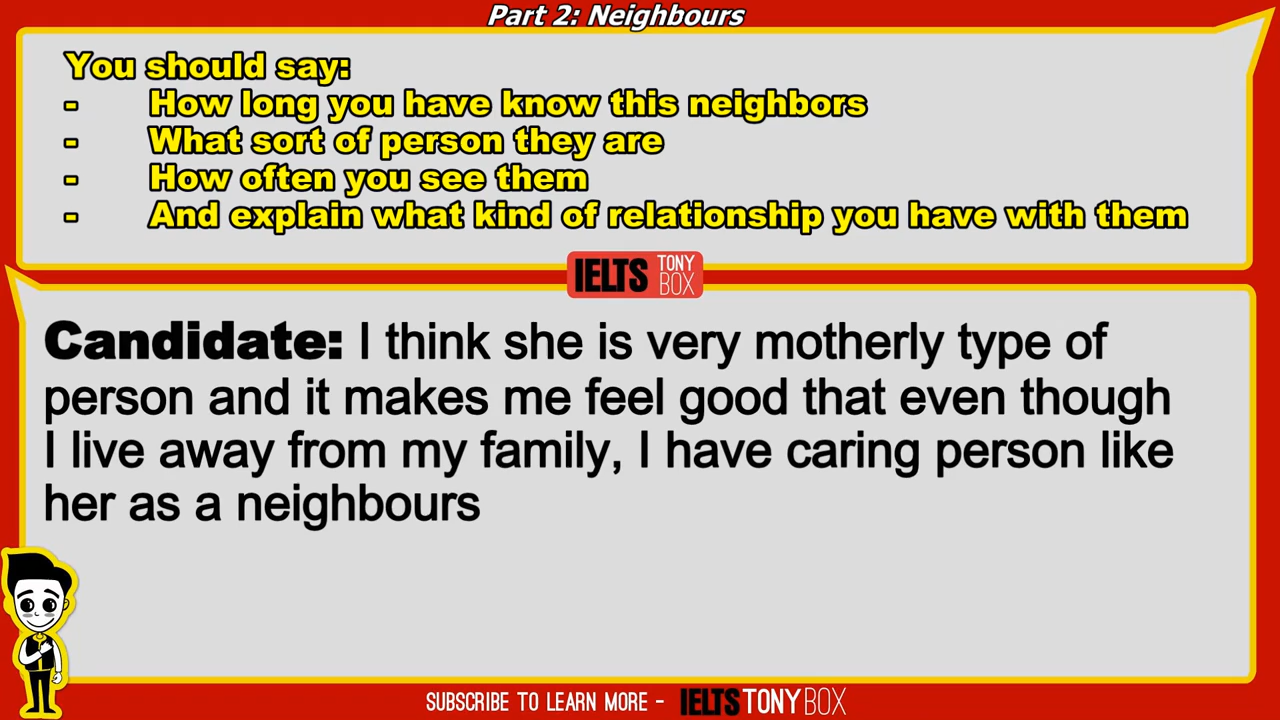 Part 2: Neighbours
You should say:
- How long you have know this neighbors
- What sort of person they are
- How often you see them
- And explain what kind of relationship you have with them
IELTS TONY BOX
Candidate: I think she is very motherly type of
person and it makes me feel good that even though
I live away from my family, I have caring person like
her as a neighbours
SUBSCRIBE TO LEARN MORE - IELTS TONY BOX